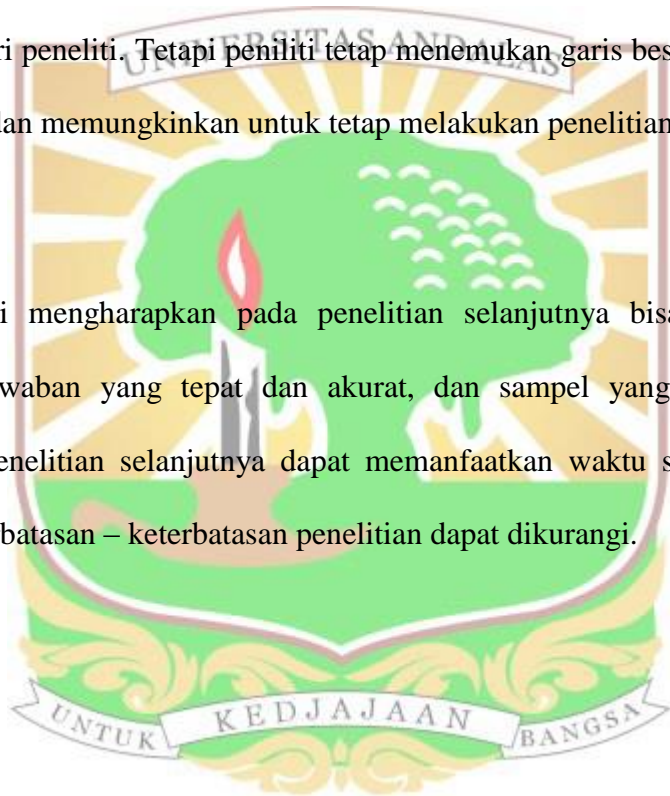 UNIVERSITAS ANDALAS
ri peneliti. Tetapi peniliti tetap menemukan garis bes
dan memungkinkan untuk tetap melakukan penelitian
i mengharapkan pada penelitian selanjutnya bisa
waban yang tepat dan akurat, dan sampel yang
enelitian selanjutnya dapat memanfaatkan waktu s
batasan – keterbatasan penelitian dapat dikurangi.
UNTUK KEDJAJAAN BANGSA